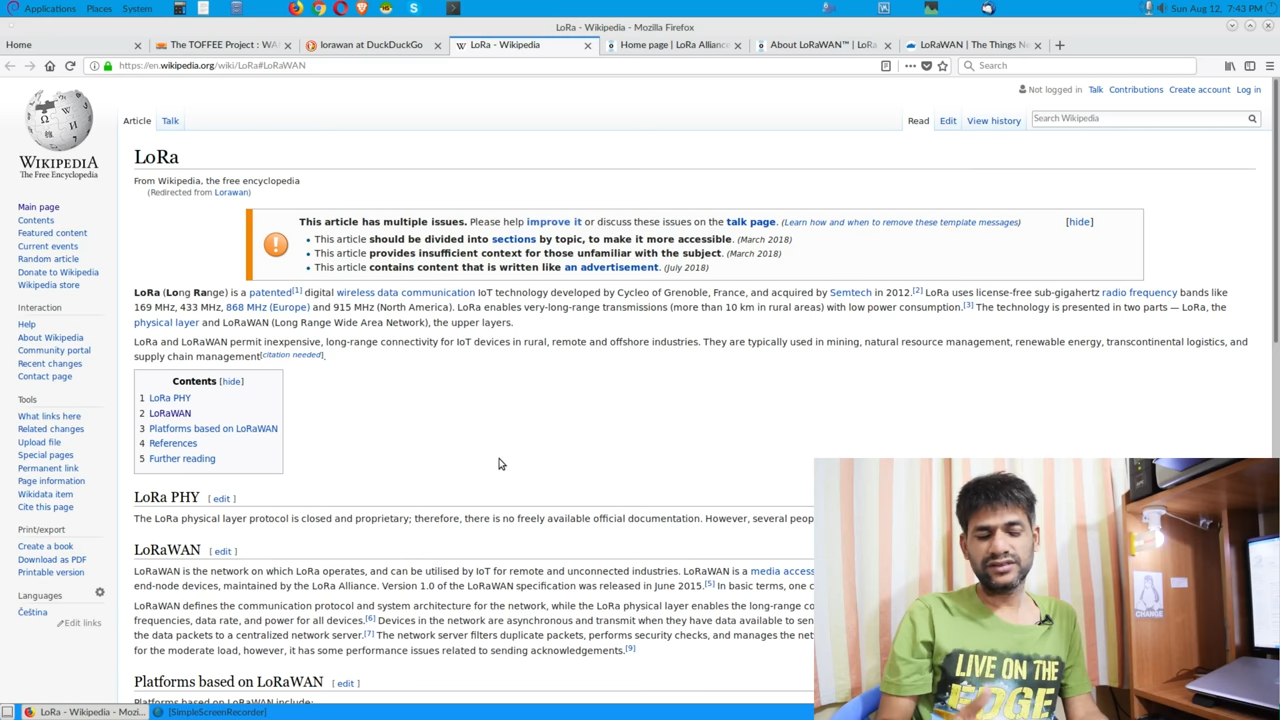 Applications Places System
Sun Aug 12, 7:43 PM
LoRa - Wikipedia - Mozilla Firefox
Home
The TOFFEE Project : WA
lorawan at DuckDuckGo
LoRa - Wikipedia
Home page | LoRa Alliance
About LoRaWAN™ | LoRa
LoRaWAN | The Things Ne
https://en.wikipedia.org/wiki/LoRa#LoRaWAN
Search
Not logged in Talk Contributions Create account Log in
Article Talk
Read Edit View history
Search Wikipedia
WIKIPEDIA
The Free Encyclopedia
Main page
Contents
Featured content
Current events
Random article
Donate to Wikipedia
Wikipedia store
Interaction
Help
About Wikipedia
Community portal
Recent changes
Contact page
Tools
What links here
Related changes
Upload file
Special pages
Permanent link
Page information
Wikidata item
Cite this page
Print/export
Create a book
Download as PDF
Printable version
Languages
Čeština
Edit links
LoRa
From Wikipedia, the free encyclopedia
(Redirected from Lorawan)
This article has multiple issues. Please help improve it or discuss these issues on the talk page. (Learn how and when to remove these template messages) [hide]
• This article should be divided into sections by topic, to make it more accessible. (March 2018)
• This article provides insufficient context for those unfamiliar with the subject. (March 2018)
• This article contains content that is written like an advertisement. (July 2018)
LoRa (Long Range) is a patented[1] digital wireless data communication IoT technology developed by Cycleo of Grenoble, France, and acquired by Semtech in 2012.[2] LoRa uses license-free sub-gigahertz radio frequency bands like
169 MHz, 433 MHz, 868 MHz (Europe) and 915 MHz (North America). LoRa enables very-long-range transmissions (more than 10 km in rural areas) with low power consumption.[3] The technology is presented in two parts — LoRa, the
physical layer and LoRaWAN (Long Range Wide Area Network), the upper layers.
LoRa and LoRaWAN permit inexpensive, long-range connectivity for IoT devices in rural, remote and offshore industries. They are typically used in mining, natural resource management, renewable energy, transcontinental logistics, and
supply chain management[citation needed].
Contents [hide]
1 LoRa PHY
2 LoRaWAN
3 Platforms based on LoRaWAN
4 References
5 Further reading
LoRa PHY [ edit ]
The LoRa physical layer protocol is closed and proprietary; therefore, there is no freely available official documentation. However, several peop
LoRaWAN [ edit ]
LoRaWAN is the network on which LoRa operates, and can be utilised by IoT for remote and unconnected industries. LoRaWAN is a media access
end-node devices, maintained by the LoRa Alliance. Version 1.0 of the LoRaWAN specification was released in June 2015.[5] In basic terms, one c
LoRaWAN defines the communication protocol and system architecture for the network, while the LoRa physical layer enables the long-range co
frequencies, data rate, and power for all devices.[6] Devices in the network are asynchronous and transmit when they have data available to sen
the data packets to a centralized network server.[7] The network server filters duplicate packets, performs security checks, and manages the net
for the moderate load, however, it has some performance issues related to sending acknowledgements.[9]
Platforms based on LoRaWAN [ edit ]
Platforms based on LoRaWAN include:
CHANGE
LIVE ON THE
EDGE
LoRa - Wikipedia - Mozi...
[SimpleScreenRecorder]